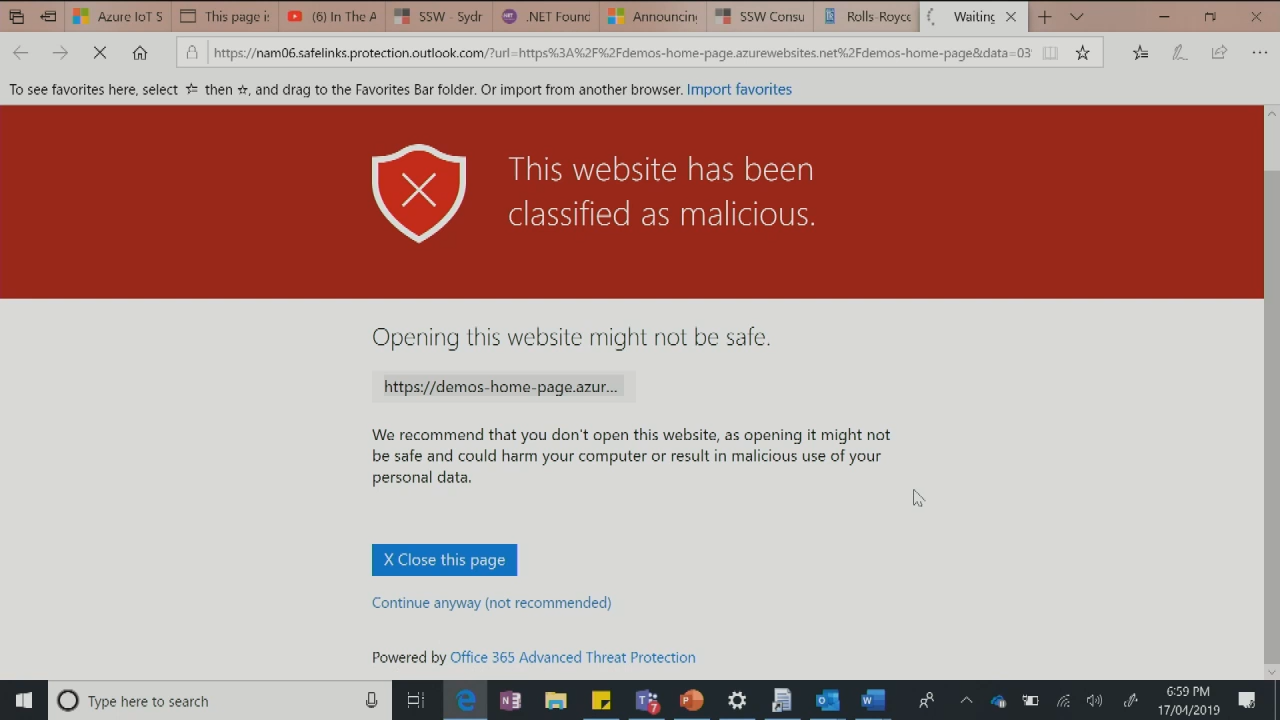 Azure IoT S
This page is
(6) In The A
SSW - Sydr
.NET Found
Announcing
SSW Consu
Rolls-Royce
Waiting
https://nam06.safelinks.protection.outlook.com/?url=https%3A%2F%2Fdemos-home-page.azurewebsites.net%2Fdemos-home-page&data=03
To see favorites here, select then , and drag to the Favorites Bar folder. Or import from another browser. Import favorites
This website has been
classified as malicious.
Opening this website might not be safe.
https://demos-home-page.azur...
We recommend that you don't open this website, as opening it might not
be safe and could harm your computer or result in malicious use of your
personal data.
X Close this page
Continue anyway (not recommended)
Powered by Office 365 Advanced Threat Protection
Type here to search
7
6:59 PM
17/04/2019